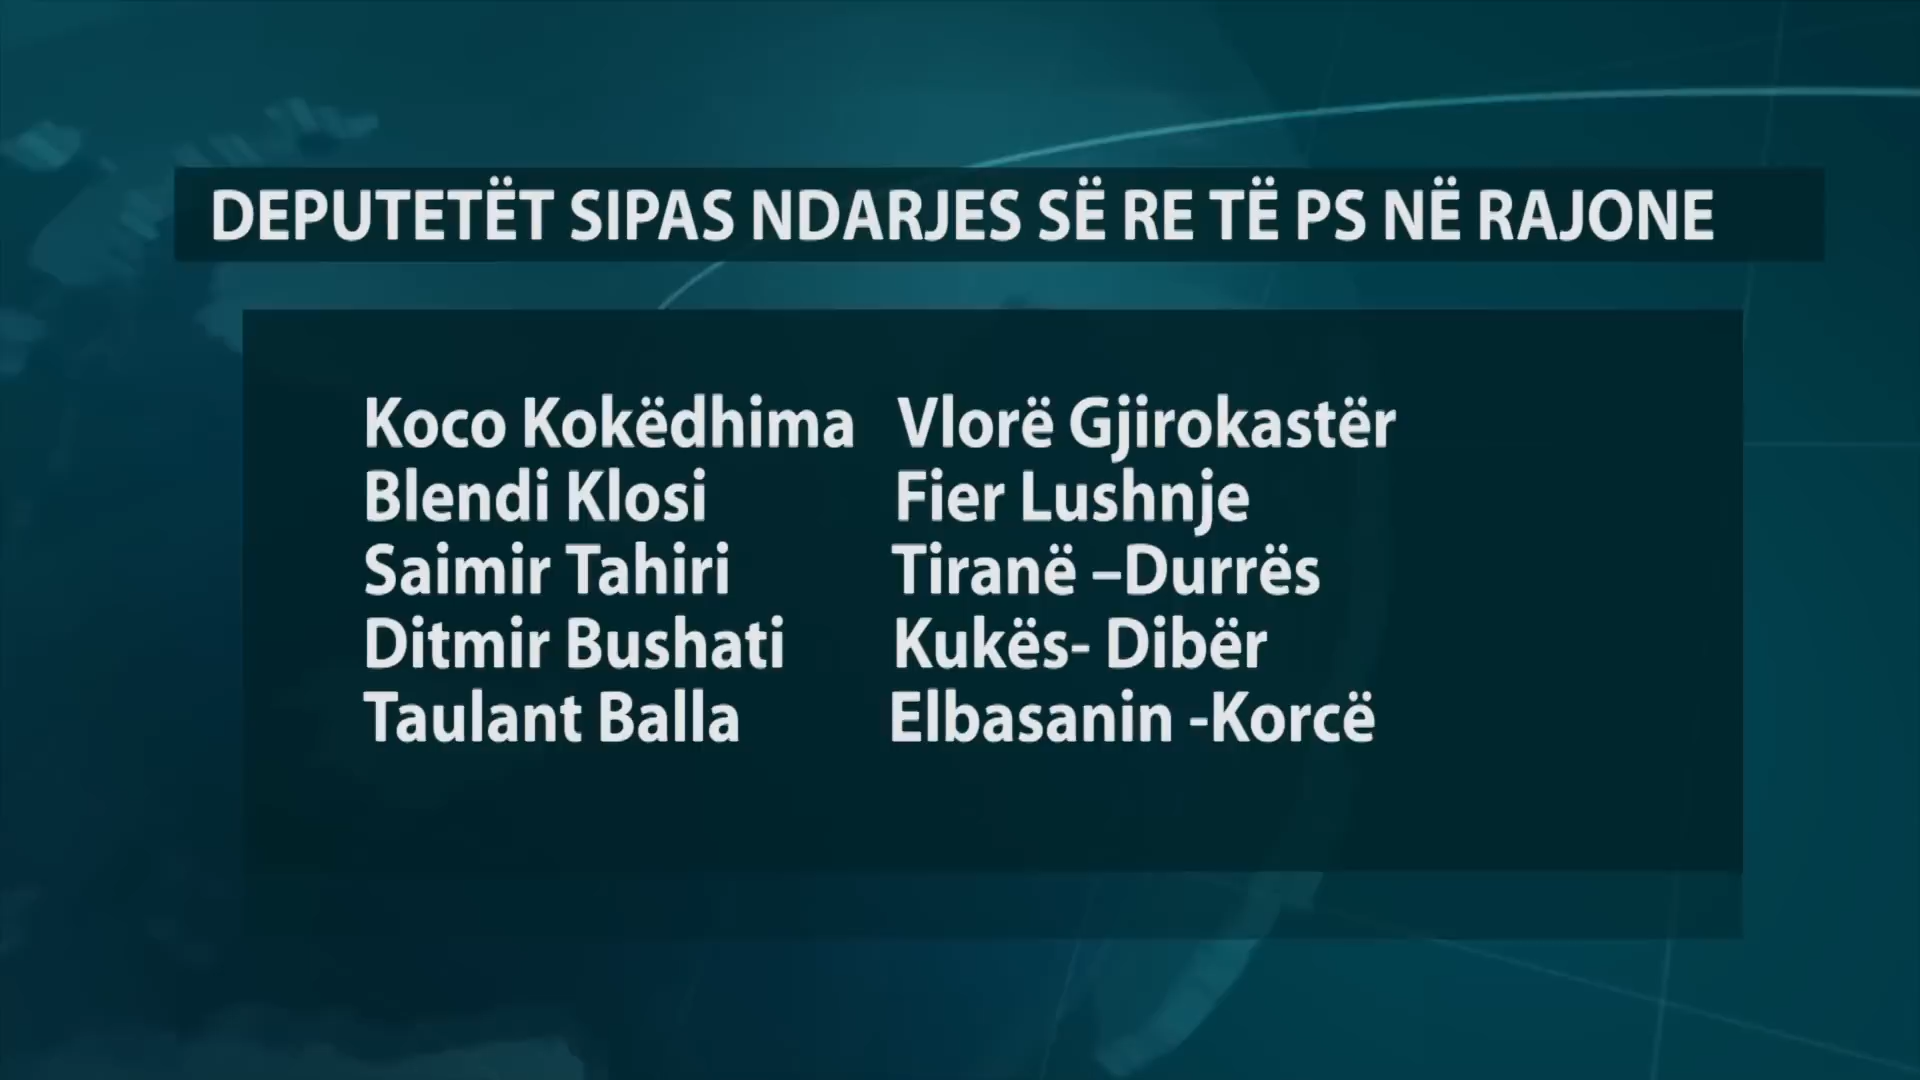 DEPUTETËT SIPAS NDARJES SË RE TË PS NË RAJONE
Koco Kokëdhima Vlorë Gjirokastër
Blendi Klosi Fier Lushnje
Saimir Tahiri Tiranë –Durrës
Ditmir Bushati Kukës- Dibër
Taulant Balla Elbasanin -Korcë